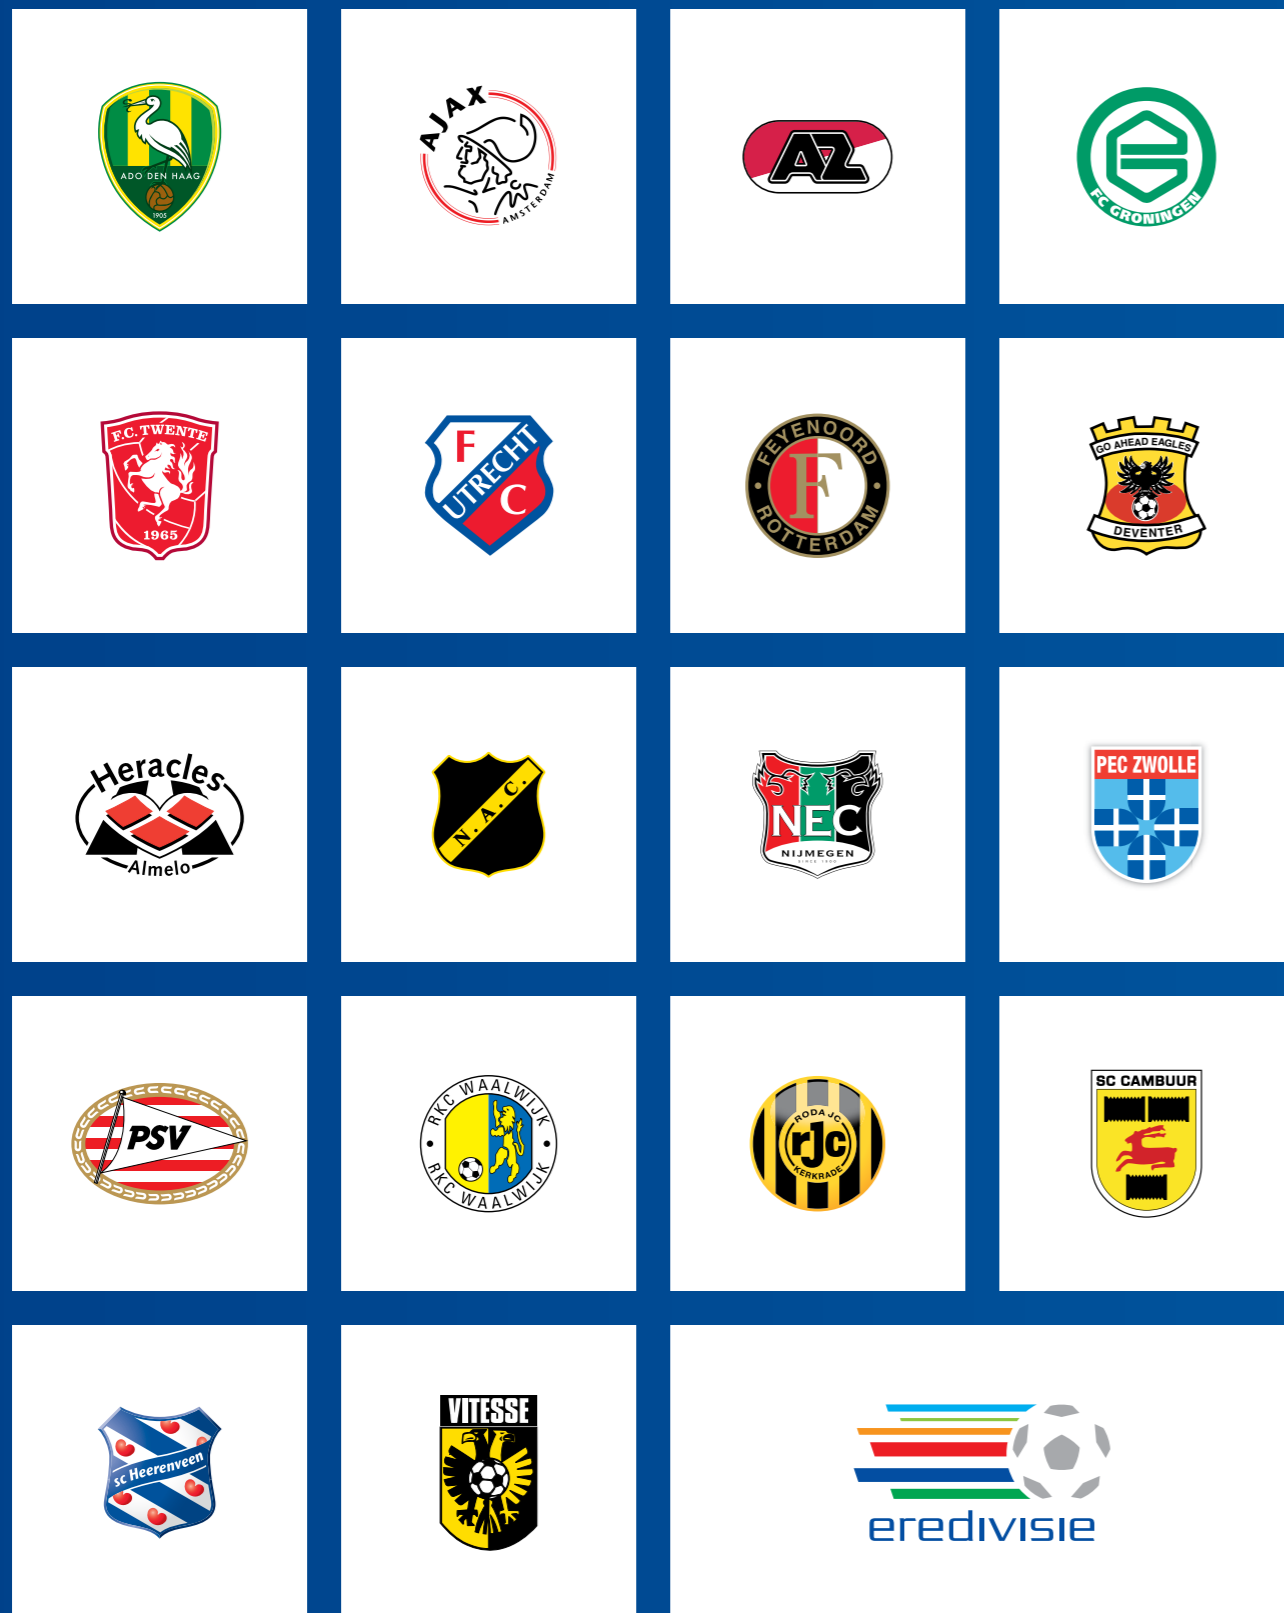 ADO DEN HAAG
1905
AJAX
AMSTERDAM
AZ
FC GRONINGEN
F.C. TWENTE
1965
F
UTRECHT
C
FEYENOORD
F
ROTTERDAM
GO AHEAD EAGLES
DEVENTER
Heracles
Almelo
N.A.C.
NEC
NIJMEGEN
SINCE 1900
PEC ZWOLLE
PSV
RKC WAALWIJK
RKC WAALWIJK
RODA JC
rJc
KERKRADE
SC CAMBUUR
sc Heerenveen
VITESSE
eredivisie